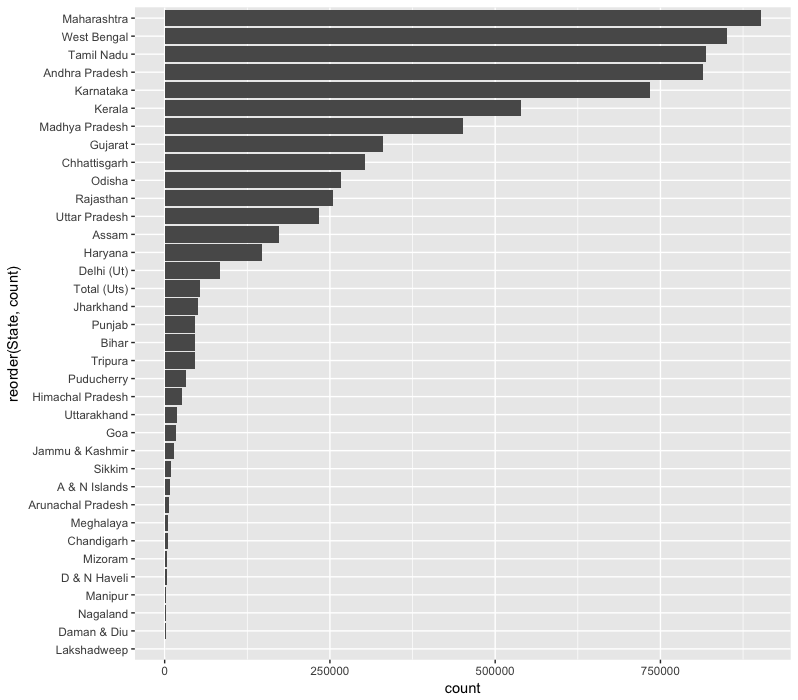 Maharashtra
West Bengal
Tamil Nadu
Andhra Pradesh
Karnataka
Kerala
Madhya Pradesh
Gujarat
Chhattisgarh
Odisha
Rajasthan
Uttar Pradesh
Assam
Haryana
Delhi (Ut)
Total (Uts)
Jharkhand
Punjab
Bihar
Tripura
Puducherry
Himachal Pradesh
Uttarakhand
Goa
Jammu & Kashmir
Sikkim
A & N Islands
Arunachal Pradesh
Meghalaya
Chandigarh
Mizoram
D & N Haveli
Manipur
Nagaland
Daman & Diu
Lakshadweep
reorder(State, count)
0 250000 500000 750000
count